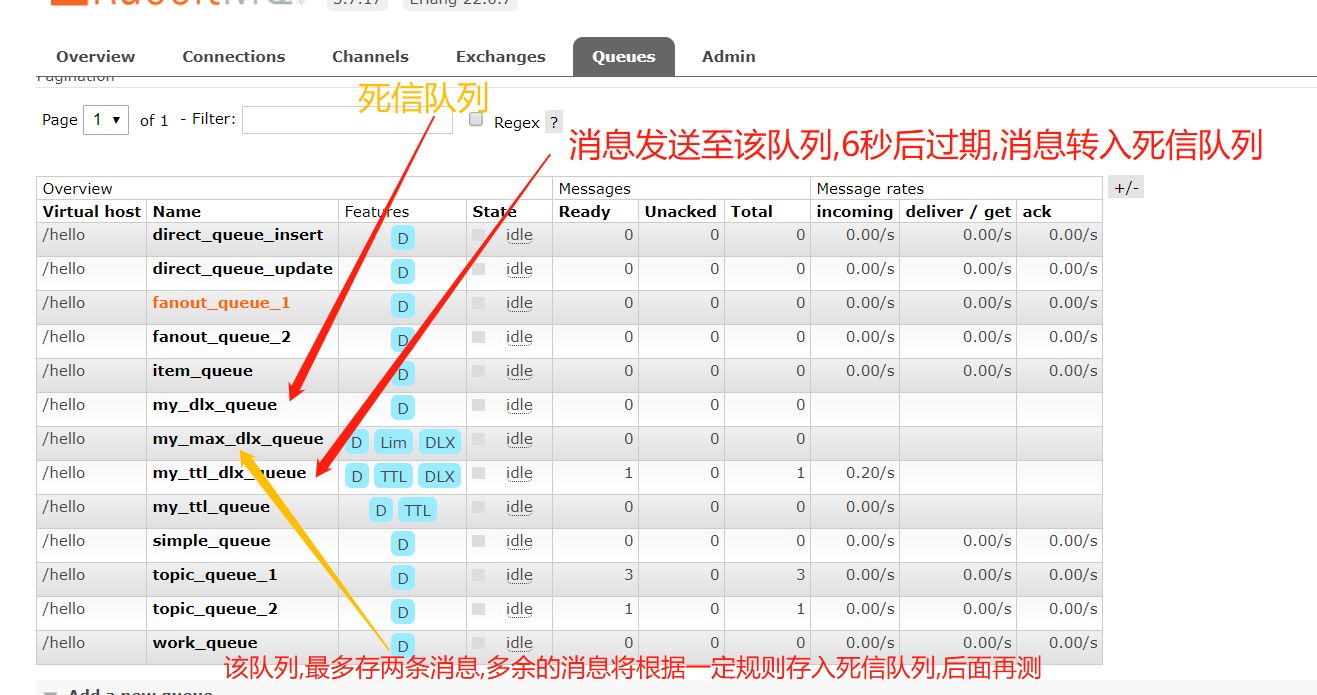 RabbitMQ 3.7.17 Erlang 22.0.7
Overview Connections Channels Exchanges Queues Admin
Pagination
死信队列
Page 1 of 1 - Filter: Regex ?
消息发送至该队列,6秒后过期,消息转入死信队列
Overview Messages Message rates +/-
Virtual host Name Features State Ready Unacked Total incoming deliver / get ack
/hello direct_queue_insert D idle 0 0 0 0.00/s 0.00/s 0.00/s
/hello direct_queue_update D idle 0 0 0 0.00/s 0.00/s 0.00/s
/hello fanout_queue_1 D idle 0 0 0 0.00/s 0.00/s 0.00/s
/hello fanout_queue_2 D idle 0 0 0 0.00/s 0.00/s 0.00/s
/hello item_queue D idle 0 0 0 0.00/s 0.00/s 0.00/s
/hello my_dlx_queue D idle 0 0 0
/hello my_max_dlx_queue D Lim DLX idle 0 0 0
/hello my_ttl_dlx_queue D TTL DLX idle 1 0 1 0.20/s
/hello my_ttl_queue D TTL idle 0 0 0 0.00/s
/hello simple_queue D idle 0 0 0 0.00/s 0.00/s 0.00/s
/hello topic_queue_1 D idle 3 0 3 0.00/s 0.00/s 0.00/s
/hello topic_queue_2 D idle 1 0 1 0.00/s 0.00/s 0.00/s
/hello work_queue D idle 0 0 0 0.00/s 0.00/s 0.00/s
该队列,最多存两条消息,多余的消息将根据一定规则存入死信队列,后面再测
Add a new queue